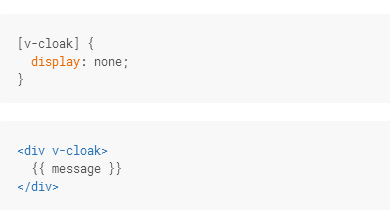 [v-cloak] {
  display: none;
}
<div v-cloak>
  {{ message }}
</div>